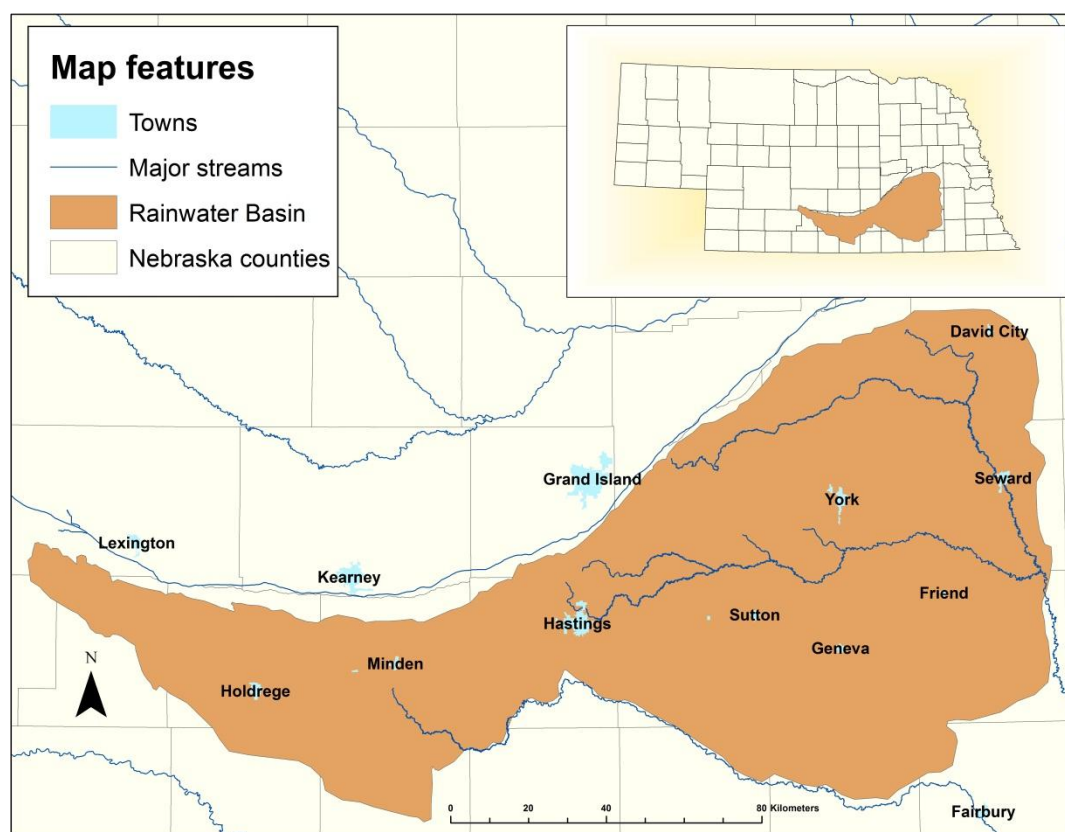 Map features
Towns
Major streams
Rainwater Basin
Nebraska counties
David City
Grand Island
Seward
York
Lexington
Kearney
Friend
Hastings
Sutton
Geneva
Minden
Holdrege
N
0 20 40 80 Kilometers
Fairbury